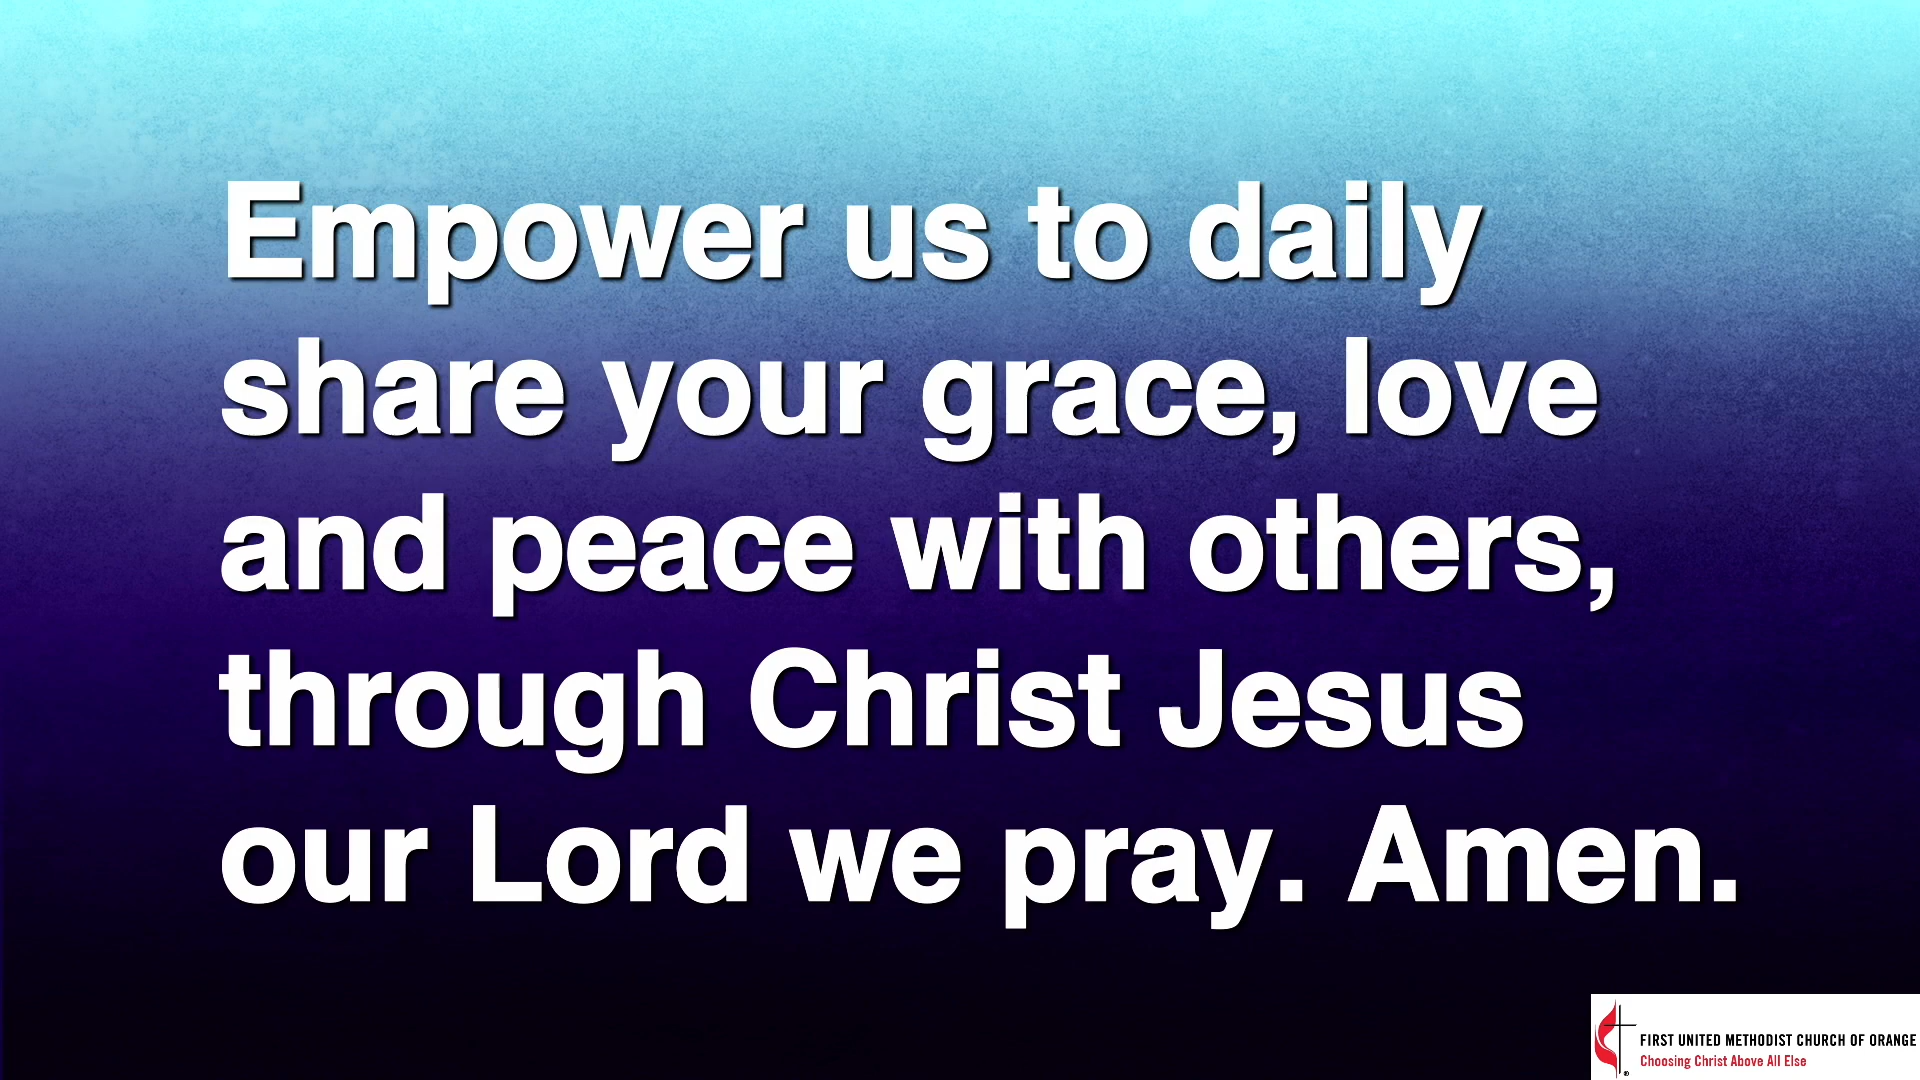 Empower us to daily
share your grace, love
and peace with others,
through Christ Jesus
our Lord we pray. Amen.
FIRST UNITED METHODIST CHURCH OF ORANGE
Choosing Christ Above All Else
®